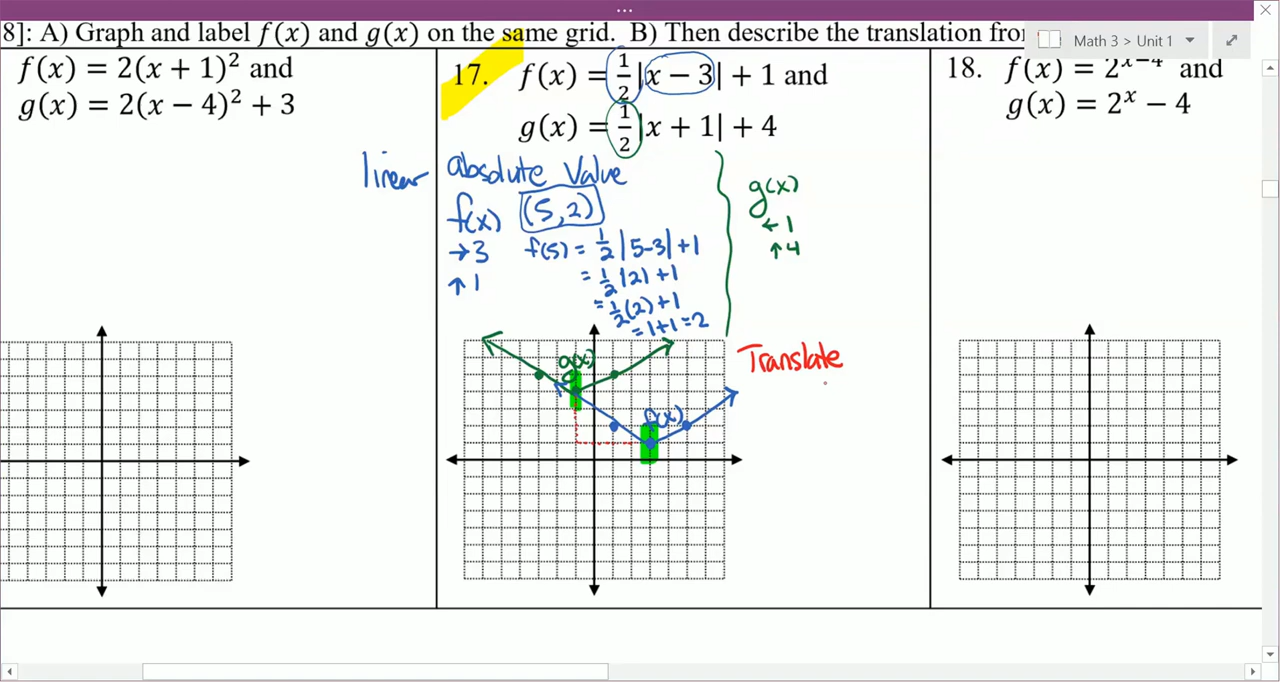 8]: A) Graph and label f(x) and g(x) on the same grid. B) Then describe the translation from
Math 3 > Unit 1
f(x) = 2(x + 1)² and
g(x) = 2(x − 4)² + 3
17. f(x) = 1/2|x − 3| + 1 and
g(x) = 1/2|x + 1| + 4
linear absolute Value
f(x) (5,2)
→3 f(5) = 1/2 |5-3| +1
= 1/2 |2| +1
↑1
= 1/2 (2) +1
= 1+1 = 2
g(x)
← 1
↑ 4
g(x)
f(x)
Translate
18. f(x) = 2ˣ⁻⁴ and
g(x) = 2ˣ − 4